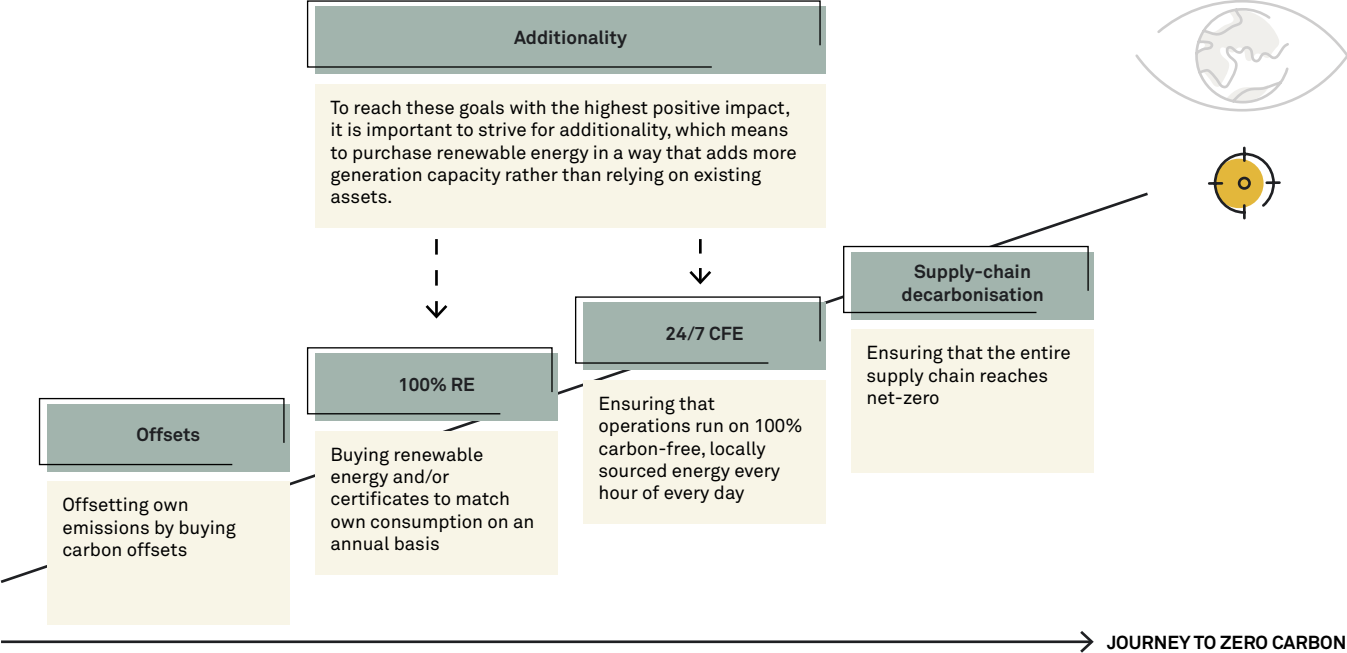 Additionality
To reach these goals with the highest positive impact,
it is important to strive for additionality, which means
to purchase renewable energy in a way that adds more
generation capacity rather than relying on existing
assets.
Offsets
Offsetting own
emissions by buying
carbon offsets
100% RE
Buying renewable
energy and/or
certificates to match
own consumption on an
annual basis
24/7 CFE
Ensuring that
operations run on 100%
carbon-free, locally
sourced energy every
hour of every day
Supply-chain
decarbonisation
Ensuring that the entire
supply chain reaches
net-zero
JOURNEY TO ZERO CARBON